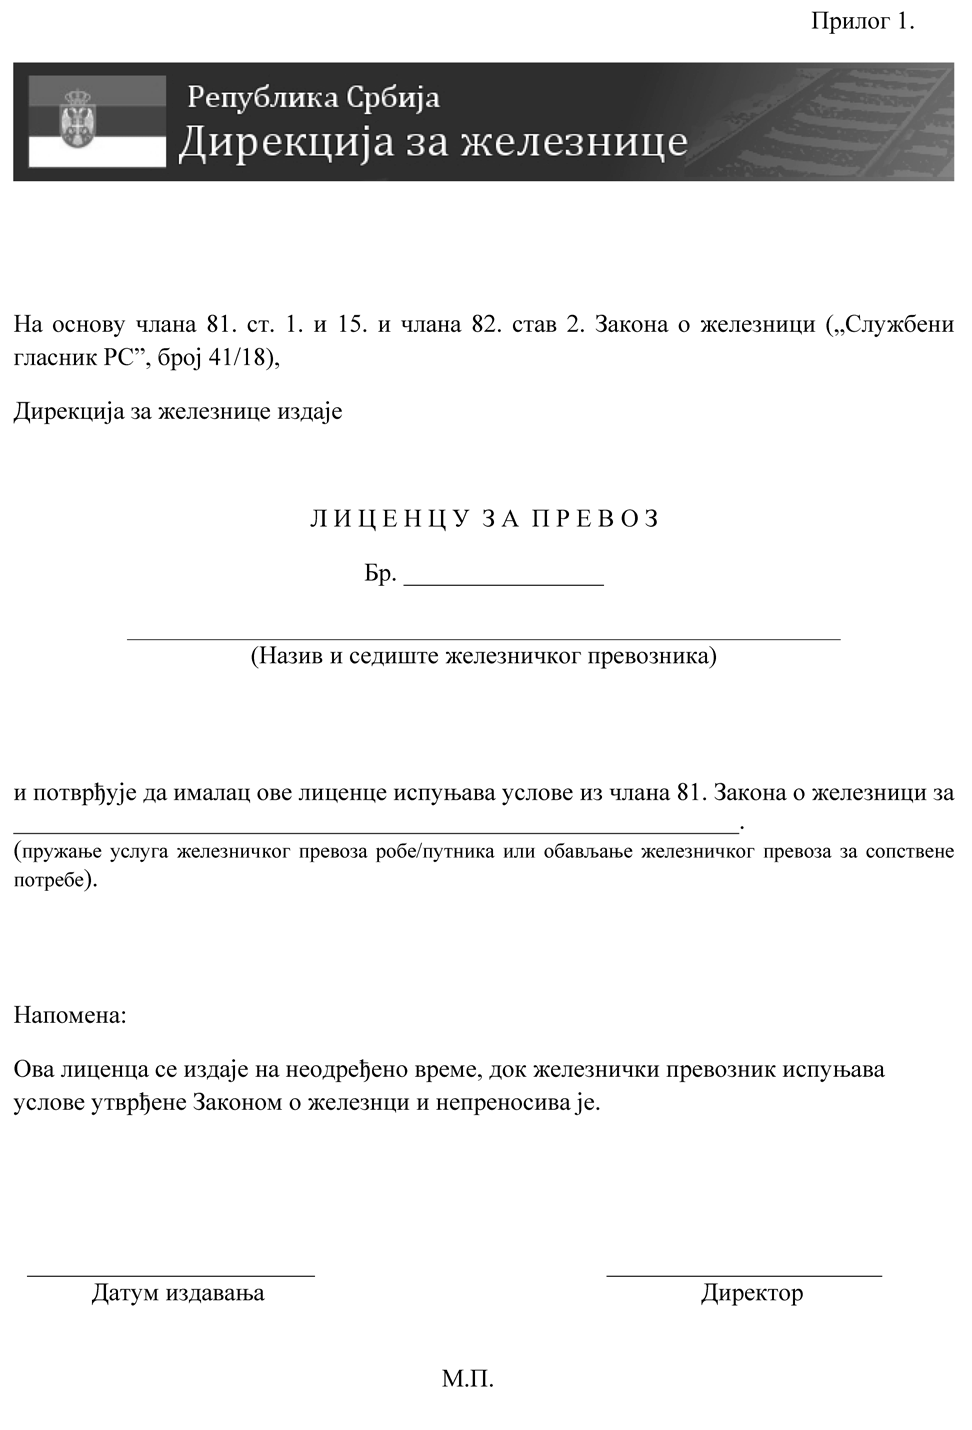 Прилог 1.
Република Србија
Дирекција за железнице
На основу члана 81. ст. 1. и 15. и члана 82. став 2. Закона о железници („Службени
гласник РС”, број 41/18),
Дирекција за железнице издаје
Л И Ц Е Н Ц У  З А  П Р Е В О З
Бр. ________________
(Назив и седиште железничког превозника)
и потврђује да ималац ове лиценце испуњава услове из члана 81. Закона о железници за
__________________________________________________________.
(пружање услуга железничког превоза робе/путника или обављање железничког превоза за сопствене
потребе).
Напомена:
Ова лиценца се издаје на неодређено време, док железнички превозник испуњава
услове утврђене Законом о железнци и непреносива је.
Датум издавања
Директор
М.П.